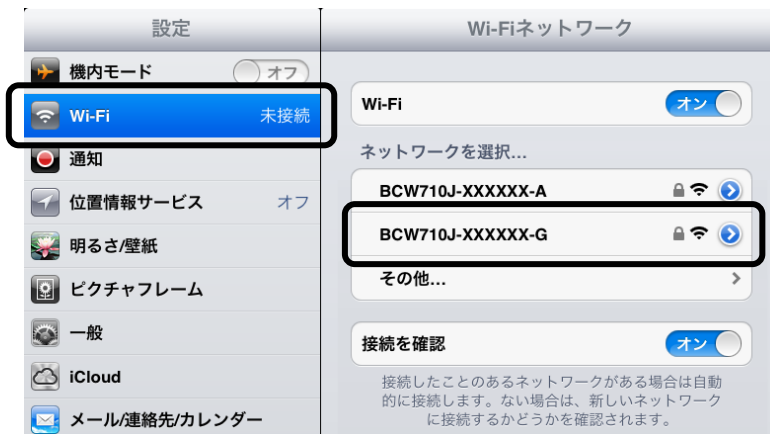 設定
機内モード オフ
Wi-Fi 未接続
通知
位置情報サービス オフ
明るさ/壁紙
ピクチャフレーム
一般
iCloud
メール/連絡先/カレンダー
Wi-Fiネットワーク
Wi-Fi オン
ネットワークを選択...
BCW710J-XXXXXX-A
BCW710J-XXXXXX-G
その他...
接続を確認 オン
接続したことのあるネットワークがある場合は自動
的に接続します。ない場合は、新しいネットワーク
に接続するかどうかを確認されます。